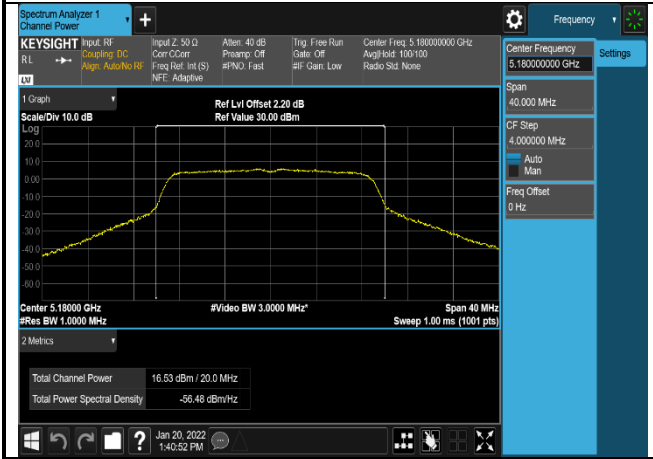 Spectrum Analyzer 1
Channel Power
Frequency
KEYSIGHT
RL
LXI
Input: RF
Coupling: DC
Align: Auto/No RF
Input Z: 50 Ω
Corr CCorr
Freq Ref: Int (S)
NFE: Adaptive
Atten: 40 dB
Preamp: Off
#PNO: Fast
Trig: Free Run
Gate: Off
#IF Gain: Low
Center Freq: 5.180000000 GHz
Avg|Hold: 100/100
Radio Std: None
Center Frequency
5.180000000 GHz
Settings
Span
40.000 MHz
CF Step
4.000000 MHz
Auto
Man
Freq Offset
0 Hz
1 Graph
Scale/Div 10.0 dB
Ref Lvl Offset 2.20 dB
Ref Value 30.00 dBm
Log
20.0
10.0
0.00
-10.0
-20.0
-30.0
-40.0
-50.0
-60.0
Center 5.18000 GHz
#Video BW 3.0000 MHz*
Span 40 MHz
#Res BW 1.0000 MHz
Sweep 1.00 ms (1001 pts)
2 Metrics
Total Channel Power 16.53 dBm / 20.0 MHz
Total Power Spectral Density -56.48 dBm/Hz
?
Jan 20, 2022
1:40:52 PM